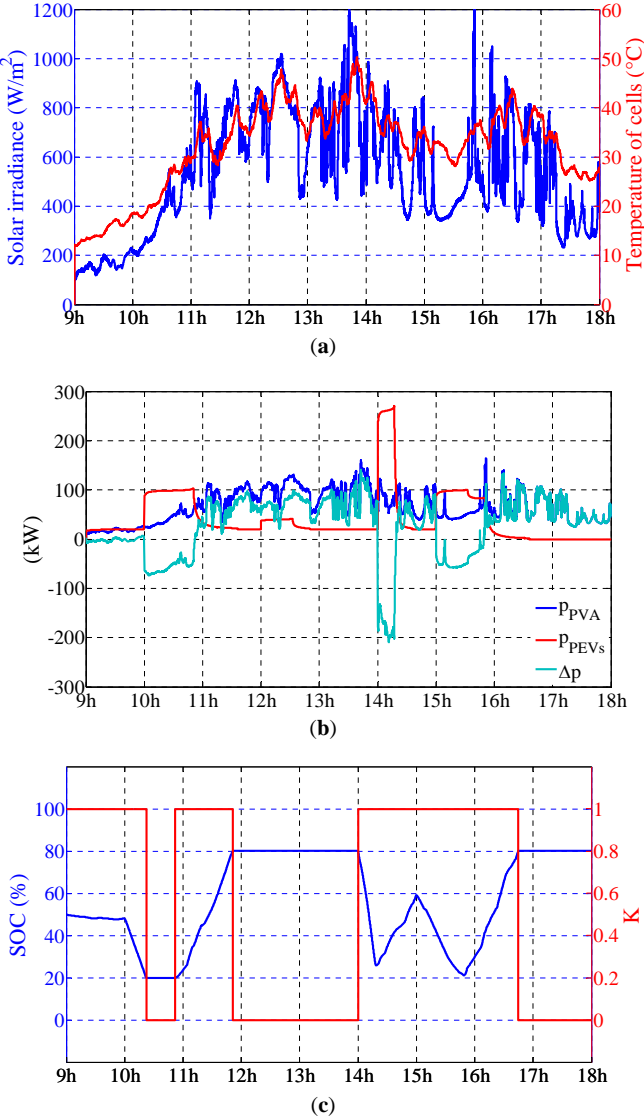 1200
1000
800
600
400
200
0
Solar irradiance (W/m²)
60
50
40
30
20
10
0
Temperature of cells (°C)
9h 10h 11h 12h 13h 14h 15h 16h 17h 18h
(a)
300
200
100
0
-100
-200
-300
(kW)
p_PVA
p_PEVs
Δp
9h 10h 11h 12h 13h 14h 15h 16h 17h 18h
(b)
100
80
60
40
20
0
SOC (%)
1
0.8
0.6
0.4
0.2
0
K
9h 10h 11h 12h 13h 14h 15h 16h 17h 18h
(c)